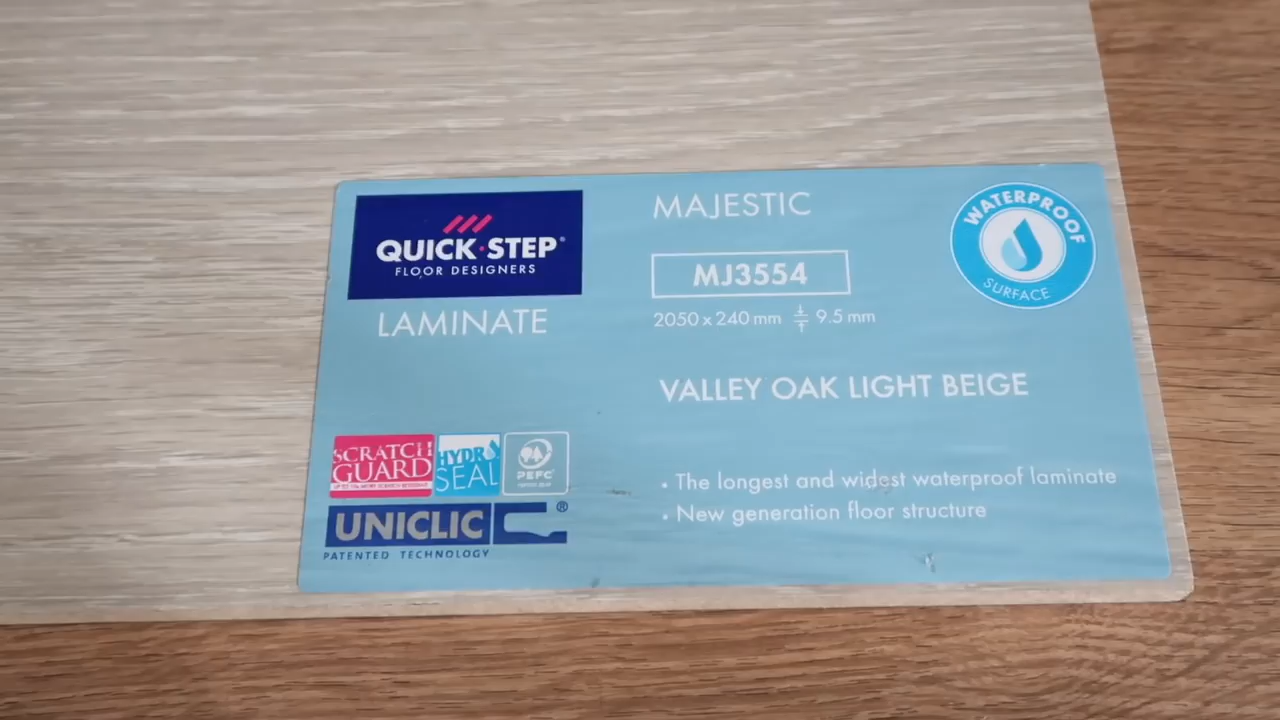 QUICK·STEP®
FLOOR DESIGNERS
LAMINATE
MAJESTIC
MJ3554
2050 x 240 mm 9.5 mm
WATERPROOF
SURFACE
VALLEY OAK LIGHT BEIGE
• The longest and widest waterproof laminate
• New generation floor structure
SCRATCH
GUARD
HYDRO
SEAL
PEFC
UNICLIC ®
PATENTED TECHNOLOGY